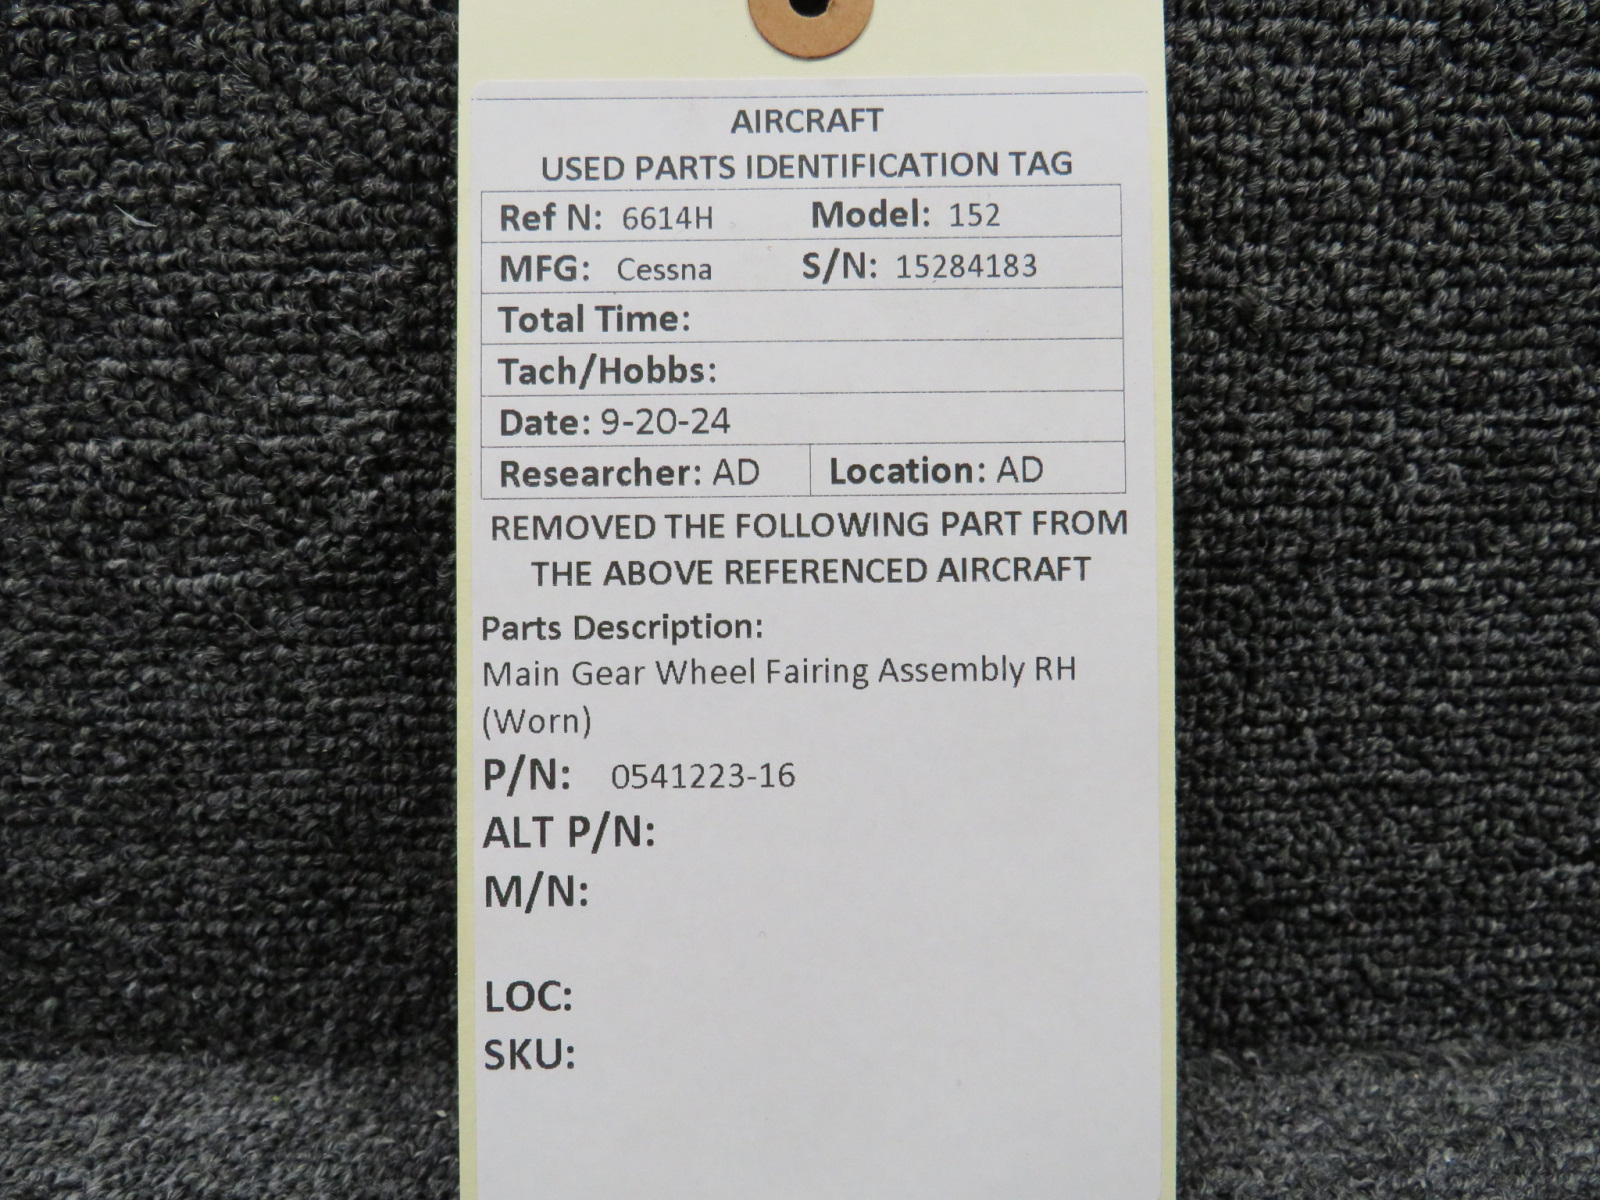 AIRCRAFT
USED PARTS IDENTIFICATION TAG
Ref N: 6614H Model: 152
MFG: Cessna S/N: 15284183
Total Time:
Tach/Hobbs:
Date: 9-20-24
Researcher: AD Location: AD
REMOVED THE FOLLOWING PART FROM
THE ABOVE REFERENCED AIRCRAFT
Parts Description:
Main Gear Wheel Fairing Assembly RH
(Worn)
P/N: 0541223-16
ALT P/N:
M/N:
LOC:
SKU: